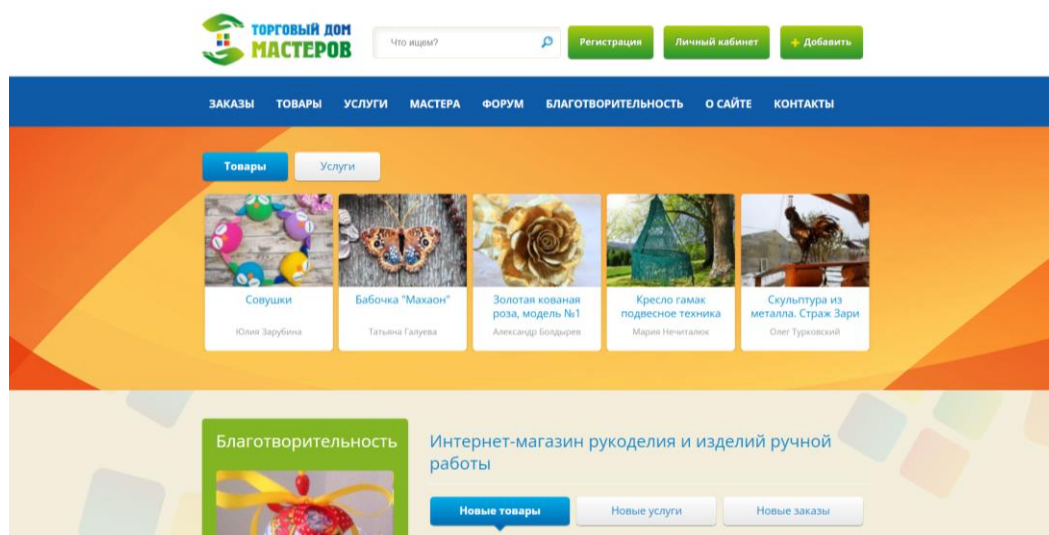 ТОРГОВЫЙ ДОМ
МАСТЕРОВ
Что ищем?
Регистрация
Личный кабинет
+ Добавить
ЗАКАЗЫ ТОВАРЫ УСЛУГИ МАСТЕРА ФОРУМ БЛАГОТВОРИТЕЛЬНОСТЬ О САЙТЕ КОНТАКТЫ
Товары
Услуги
Совушки
Юлия Зарубина
Бабочка "Махаон"
Татьяна Галуева
Золотая кованая
роза, модель №1
Александр Болдырев
Кресло гамак
подвесное техника
Мария Нечиталюк
Скульптура из
металла. Страж Зари
Олег Турковский
Благотворительность
Интернет-магазин рукоделия и изделий ручной
работы
Новые товары
Новые услуги
Новые заказы